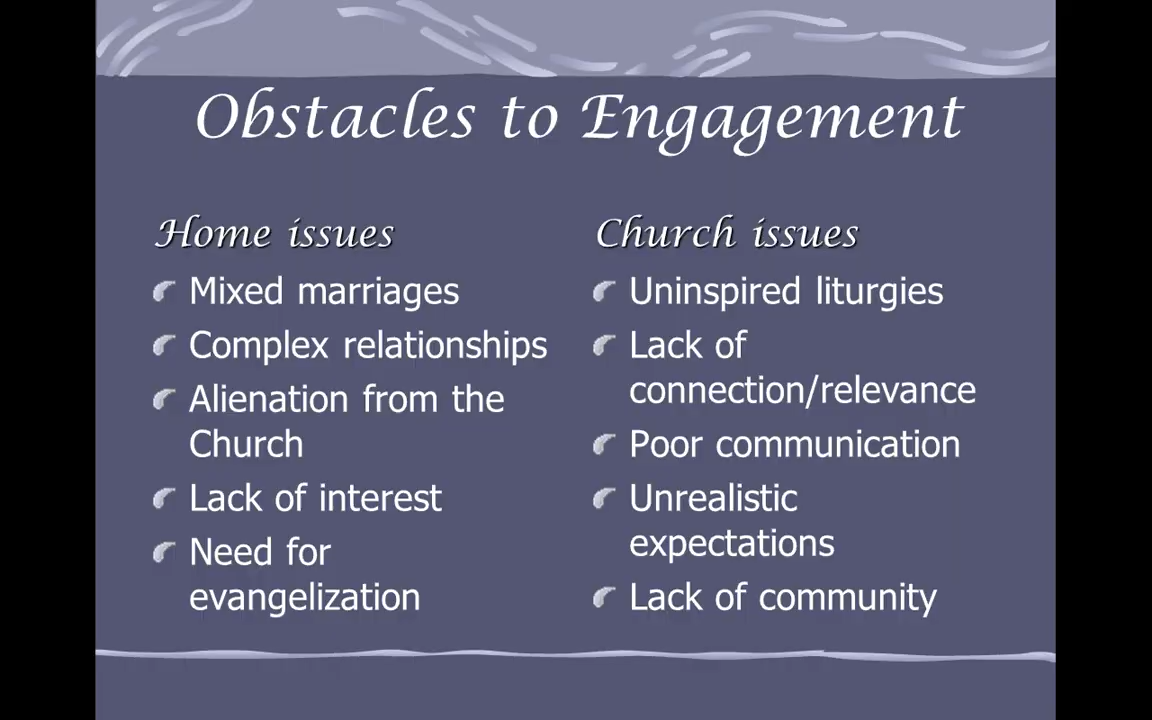 Obstacles to Engagement
Home issues
Mixed marriages
Complex relationships
Alienation from the
Church
Lack of interest
Need for
evangelization
Church issues
Uninspired liturgies
Lack of
connection/relevance
Poor communication
Unrealistic
expectations
Lack of community